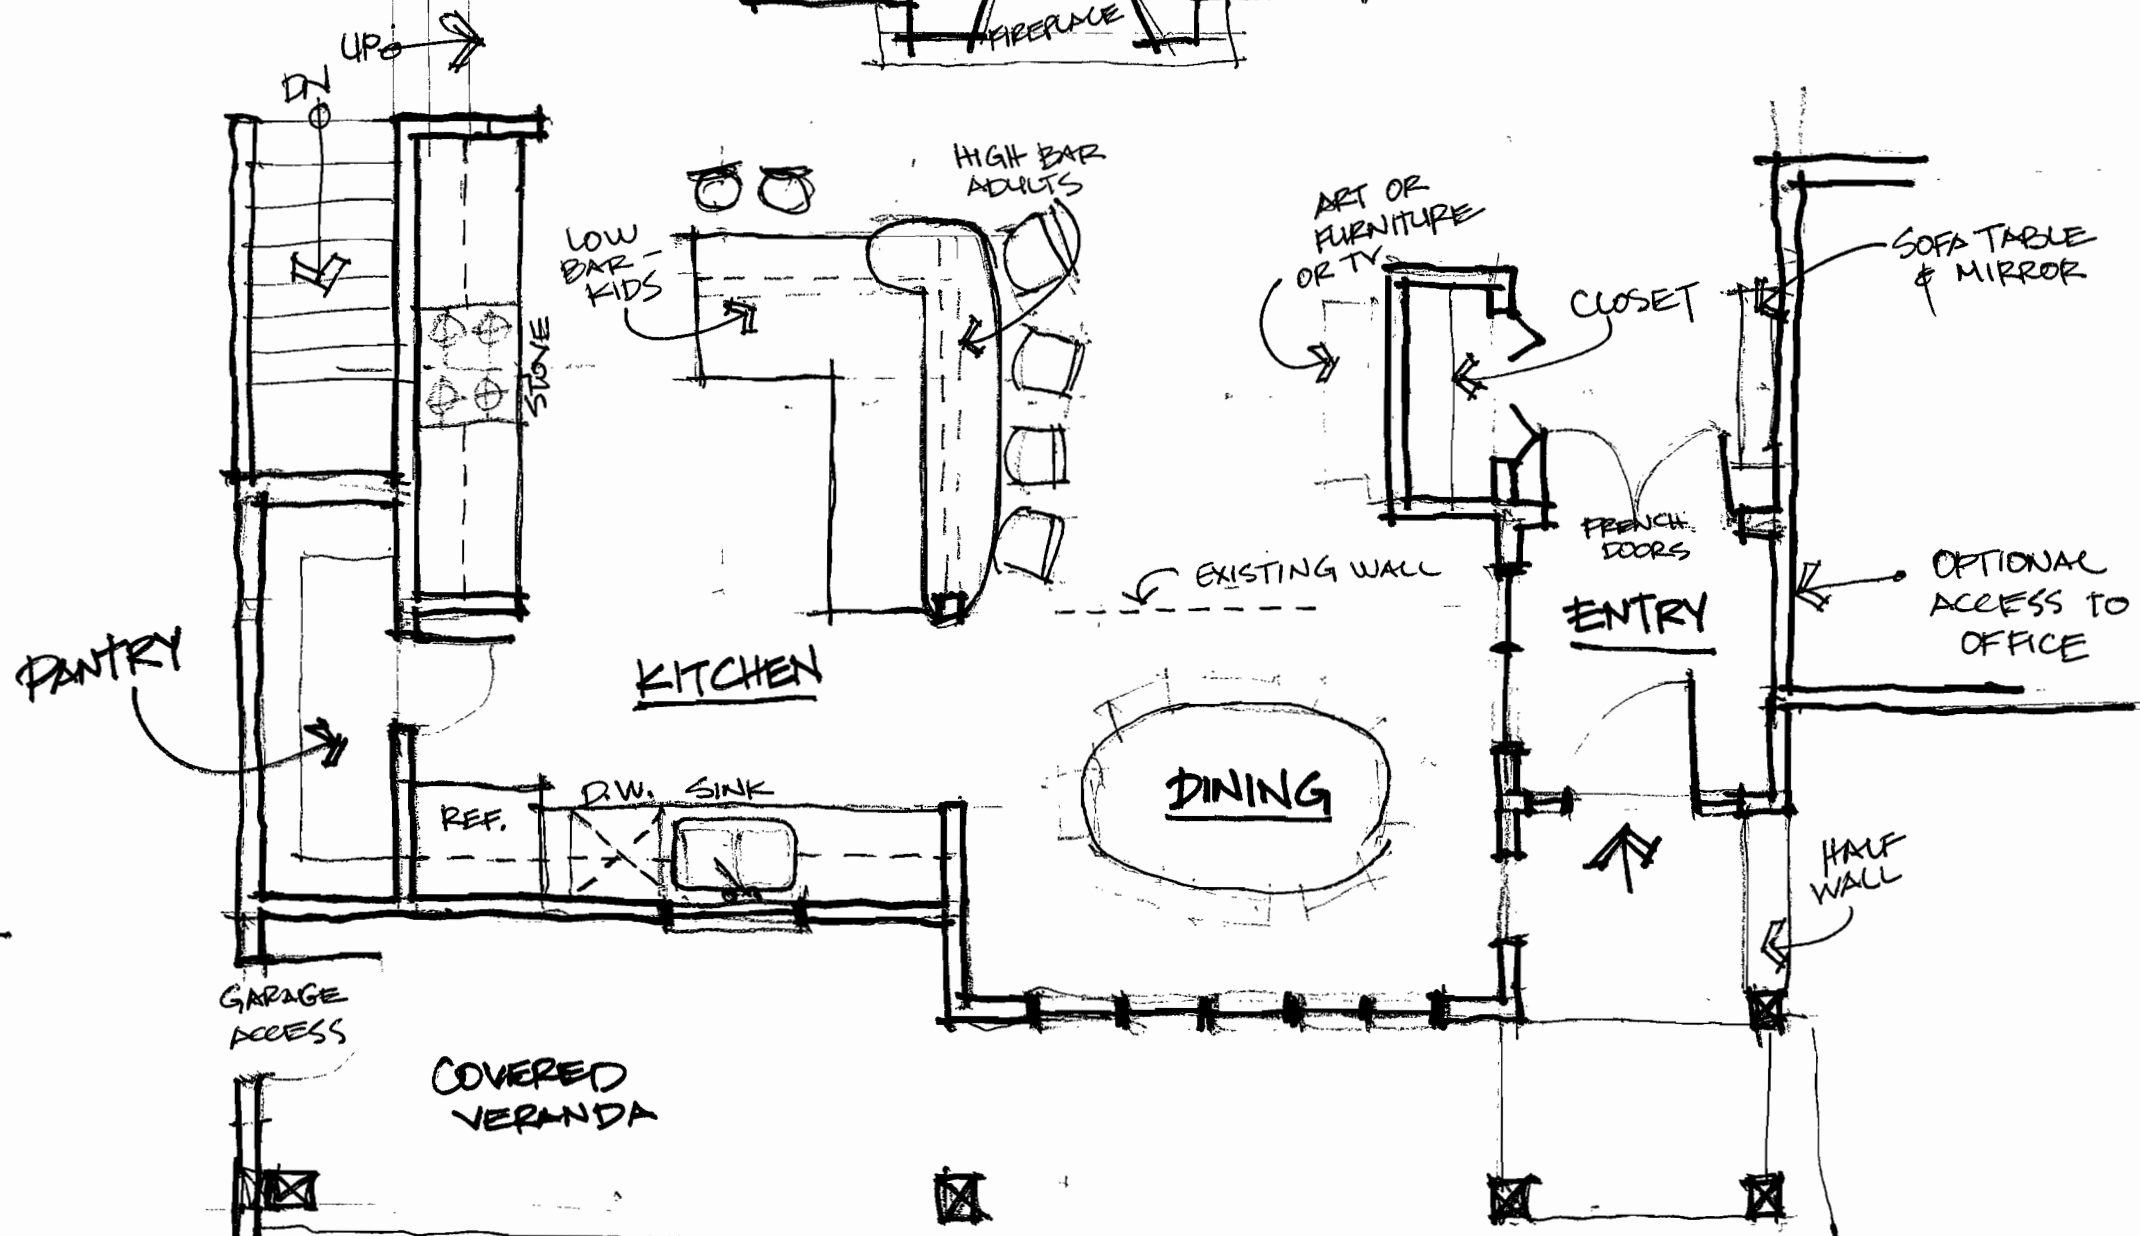 FIREPLACE
UP
DN
HIGH BAR
ADULTS
LOW
BAR -
KIDS
ART OR
FURNITURE
OR TV
CLOSET
SOFA TABLE
& MIRROR
STOVE
FRENCH
DOORS
EXISTING WALL
ENTRY
OPTIONAL
ACCESS TO
OFFICE
PANTRY
KITCHEN
DINING
D.W.
SINK
REF.
HALF
WALL
GARAGE
ACCESS
COVERED
VERANDA